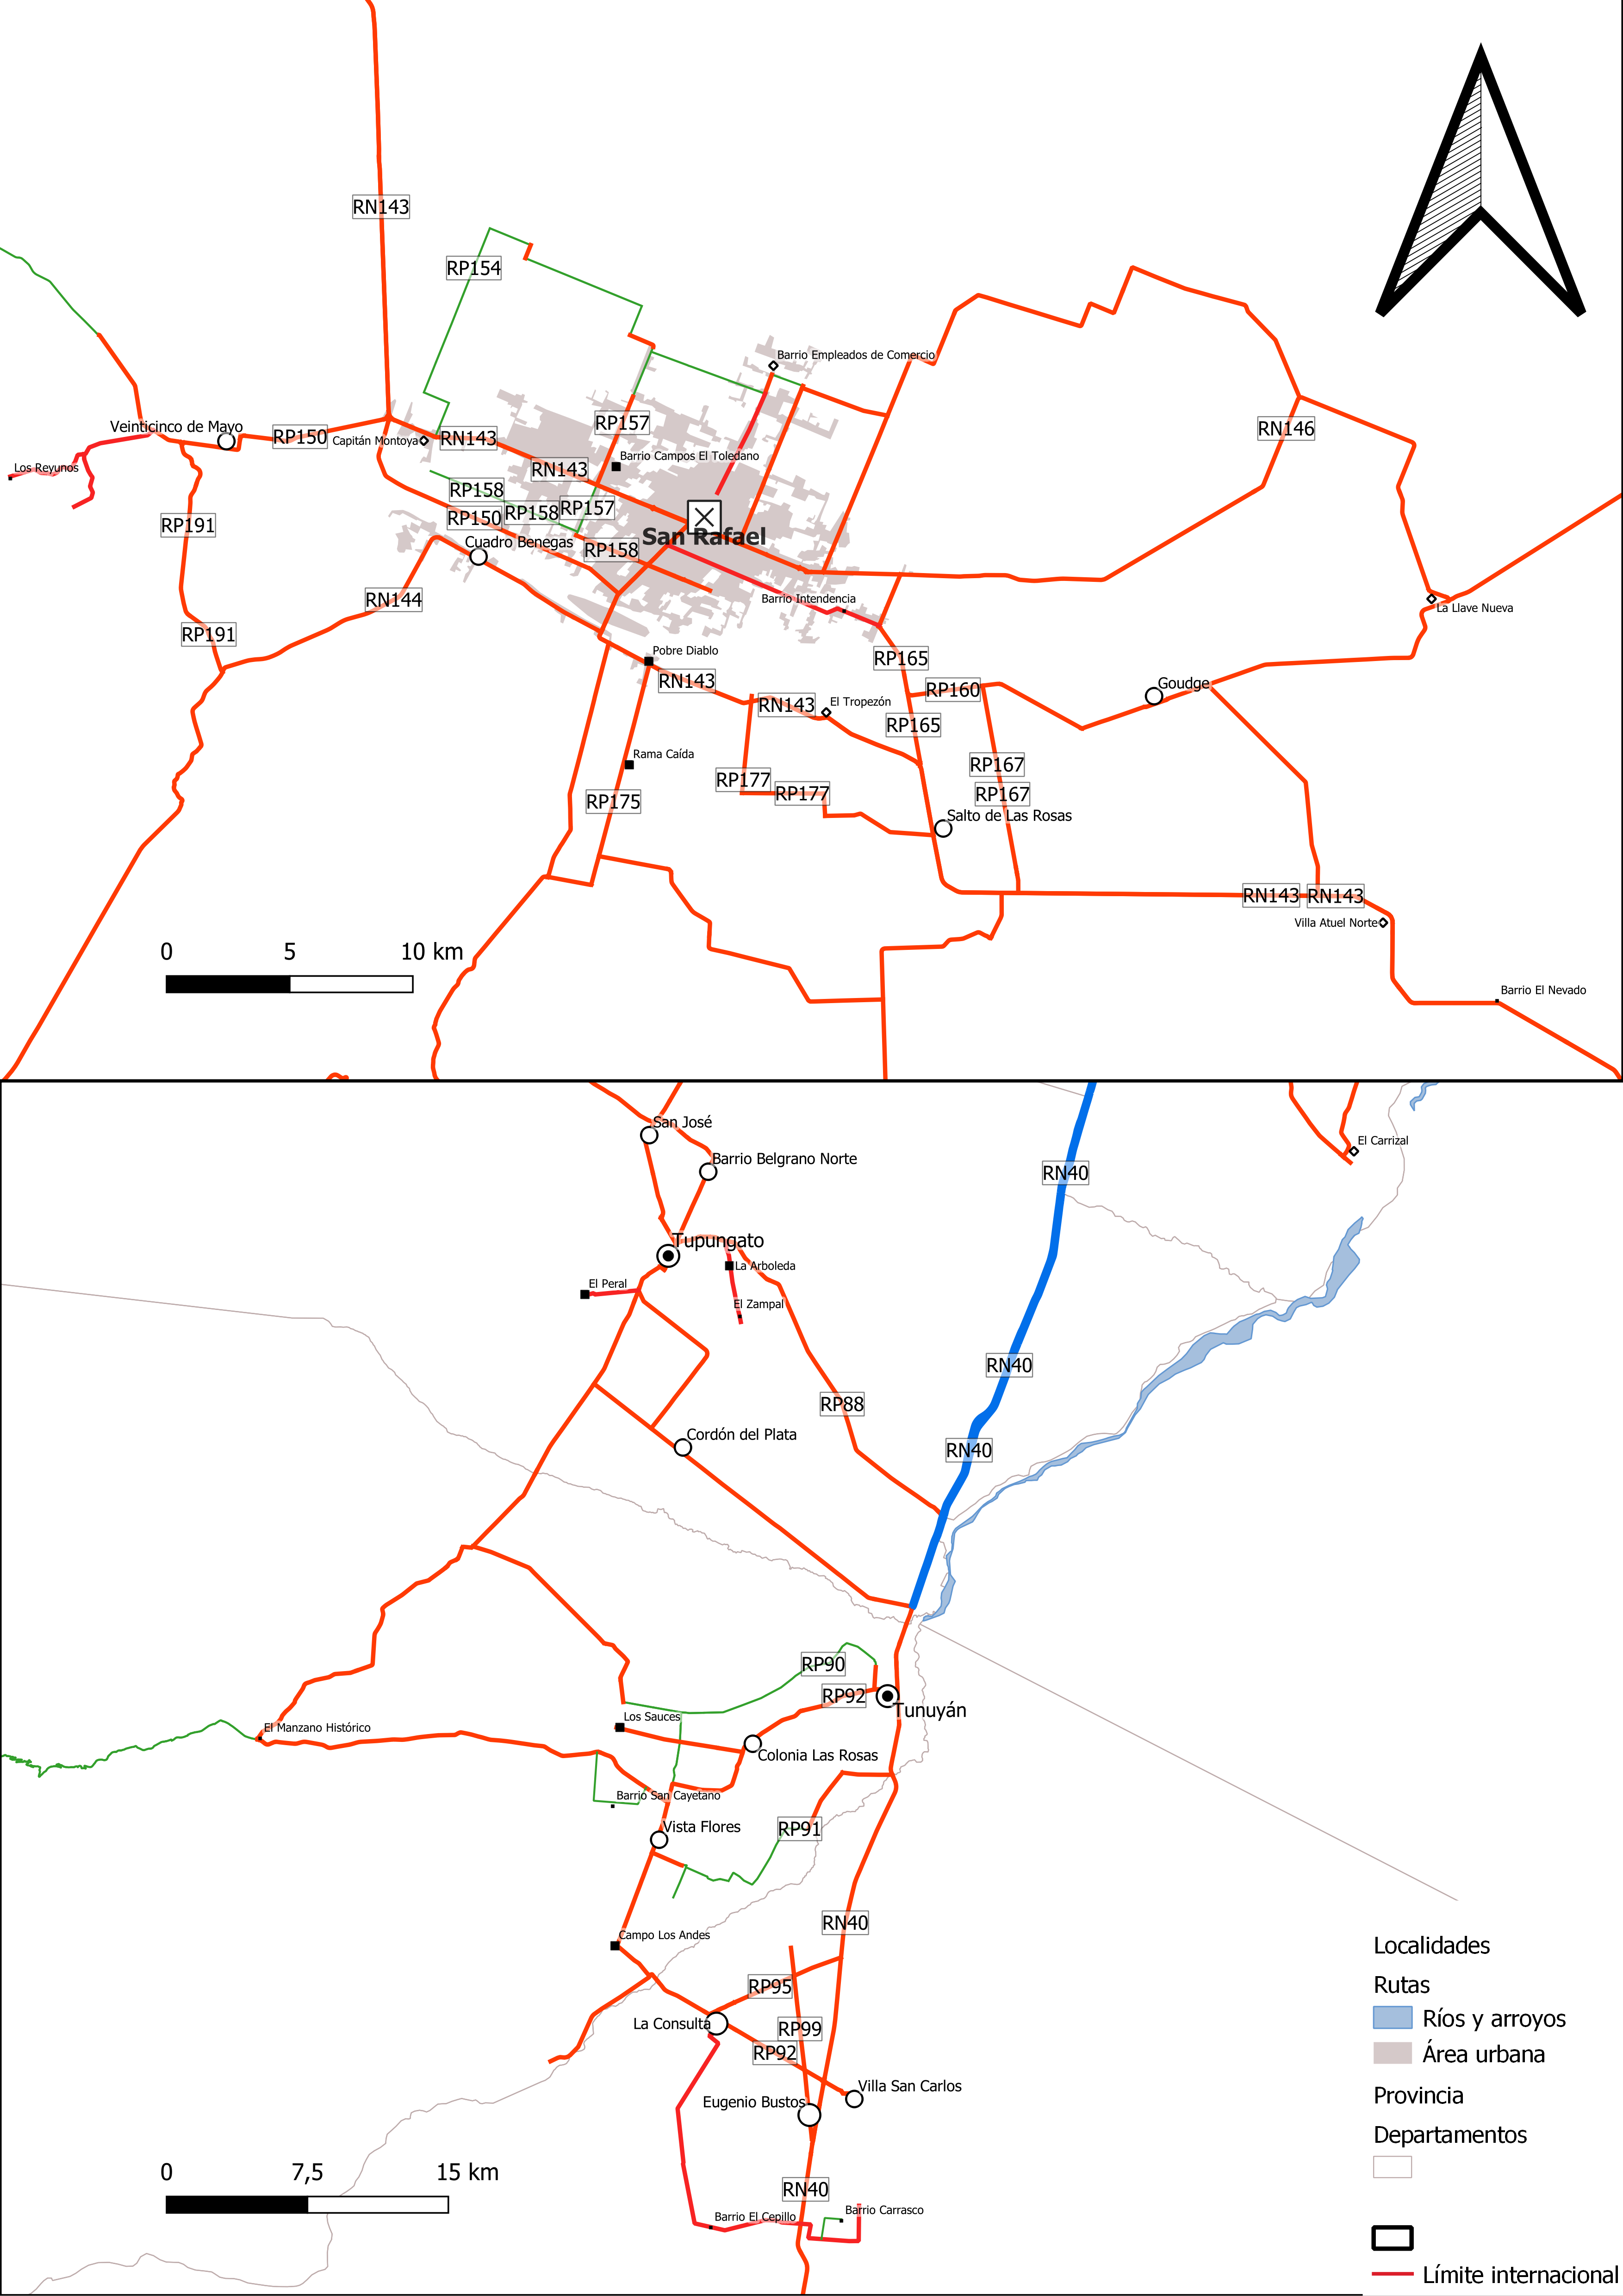 RN143
RP154
Barrio Empleados de Comercio
Veinticinco de Mayo
RP150
Capitán Montoya
RN143
RP157
RN146
Barrio Campos El Toledano
Los Reyunos
RN143
RP158
RP157
RP158
RP150
RP191
San Rafael
Cuadro Benegas
RP158
RN144
Barrio Intendencia
La Llave Nueva
RP191
Pobre Diablo
RP165
RN143
Goudge
RP160
RN143
El Tropezón
RP165
Rama Caída
RP167
RP177
RP177
RP167
RP175
Salto de Las Rosas
RN143
RN143
Villa Atuel Norte
0 5 10 km
Barrio El Nevado
San José
El Carrizal
Barrio Belgrano Norte
RN40
Tupungato
La Arboleda
El Peral
El Zampal
RN40
RP88
Cordón del Plata
RN40
RP90
RP92
Tunuyán
Los Sauces
El Manzano Histórico
Colonia Las Rosas
Barrio San Cayetano
Vista Flores
RP91
RN40
Campo Los Andes
Localidades
Rutas
RP95
Ríos y arroyos
La Consulta
RP99
RP92
Área urbana
Villa San Carlos
Provincia
Eugenio Bustos
Departamentos
0 7,5 15 km
RN40
Barrio Carrasco
Barrio El Cepillo
Límite internacional